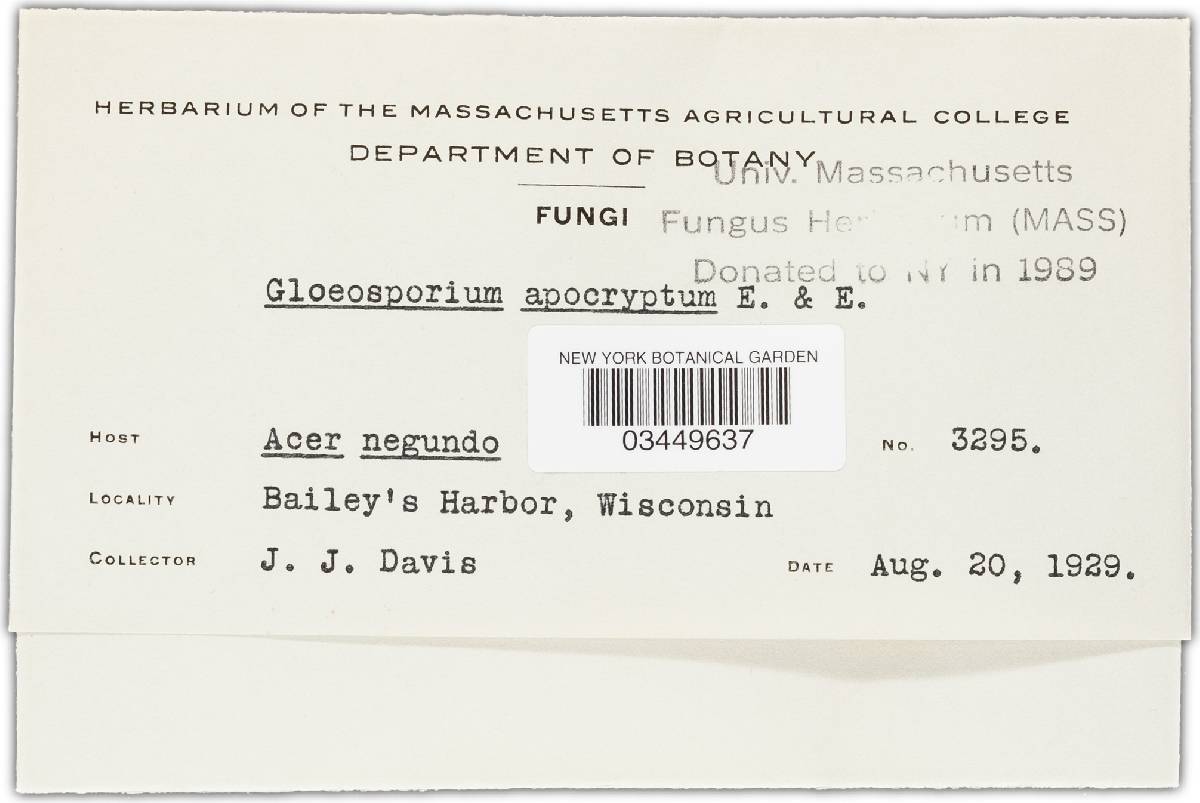 HERBARIUM OF THE MASSACHUSETTS AGRICULTURAL COLLEGE
DEPARTMENT OF BOTANY
Univ. Massachusetts
FUNGI
Fungus (MASS)
Donated to NY in 1989
Gloeosporium apocryptum E. & E.
NEW YORK BOTANICAL GARDEN
03449637
HOST Acer negundo
No. 3295.
LOCALITY Bailey's Harbor, Wisconsin
COLLECTOR J. J. Davis
DATE Aug. 20, 1929.